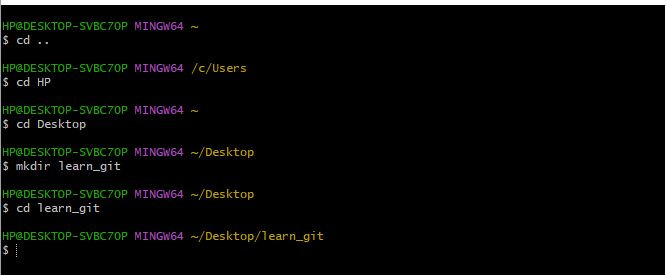 HP@DESKTOP-SVBC7OP MINGW64 ~
$ cd ..
HP@DESKTOP-SVBC7OP MINGW64 /c/Users
$ cd HP
HP@DESKTOP-SVBC7OP MINGW64 ~
$ cd Desktop
HP@DESKTOP-SVBC7OP MINGW64 ~/Desktop
$ mkdir learn_git
HP@DESKTOP-SVBC7OP MINGW64 ~/Desktop
$ cd learn_git
HP@DESKTOP-SVBC7OP MINGW64 ~/Desktop/learn_git
$